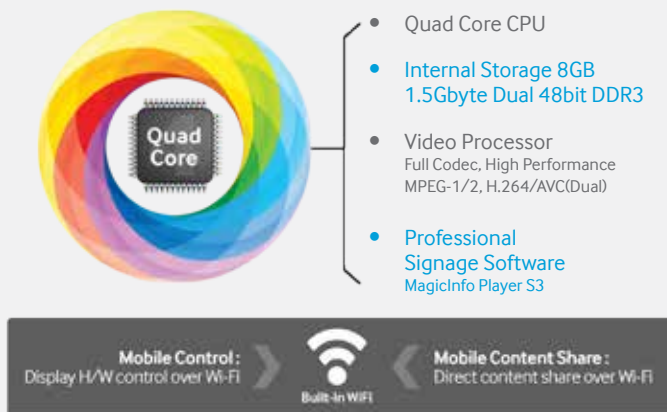 Quad
Core
Quad Core CPU
Internal Storage 8GB
1.5Gbyte Dual 48bit DDR3
Video Processor
Full Codec, High Performance
MPEG-1/2, H.264/AVC(Dual)
Professional
Signage Software
MagicInfo Player S3
Mobile Control:
Display H/W control over Wi-Fi
Built-in WiFi
Mobile Content Share:
Direct content share over Wi-Fi